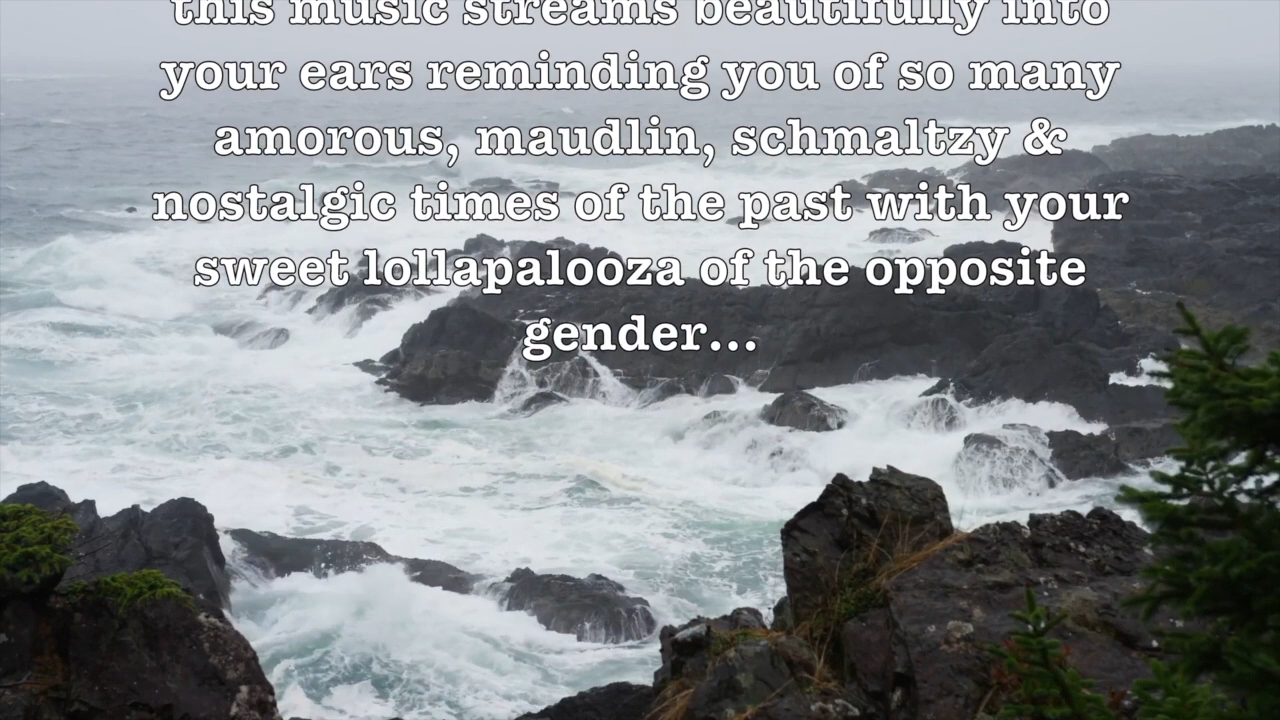 this music streams beautifully into
your ears reminding you of so many
amorous, maudlin, schmaltzy &
nostalgic times of the past with your
sweet lollapalooza of the opposite
gender...